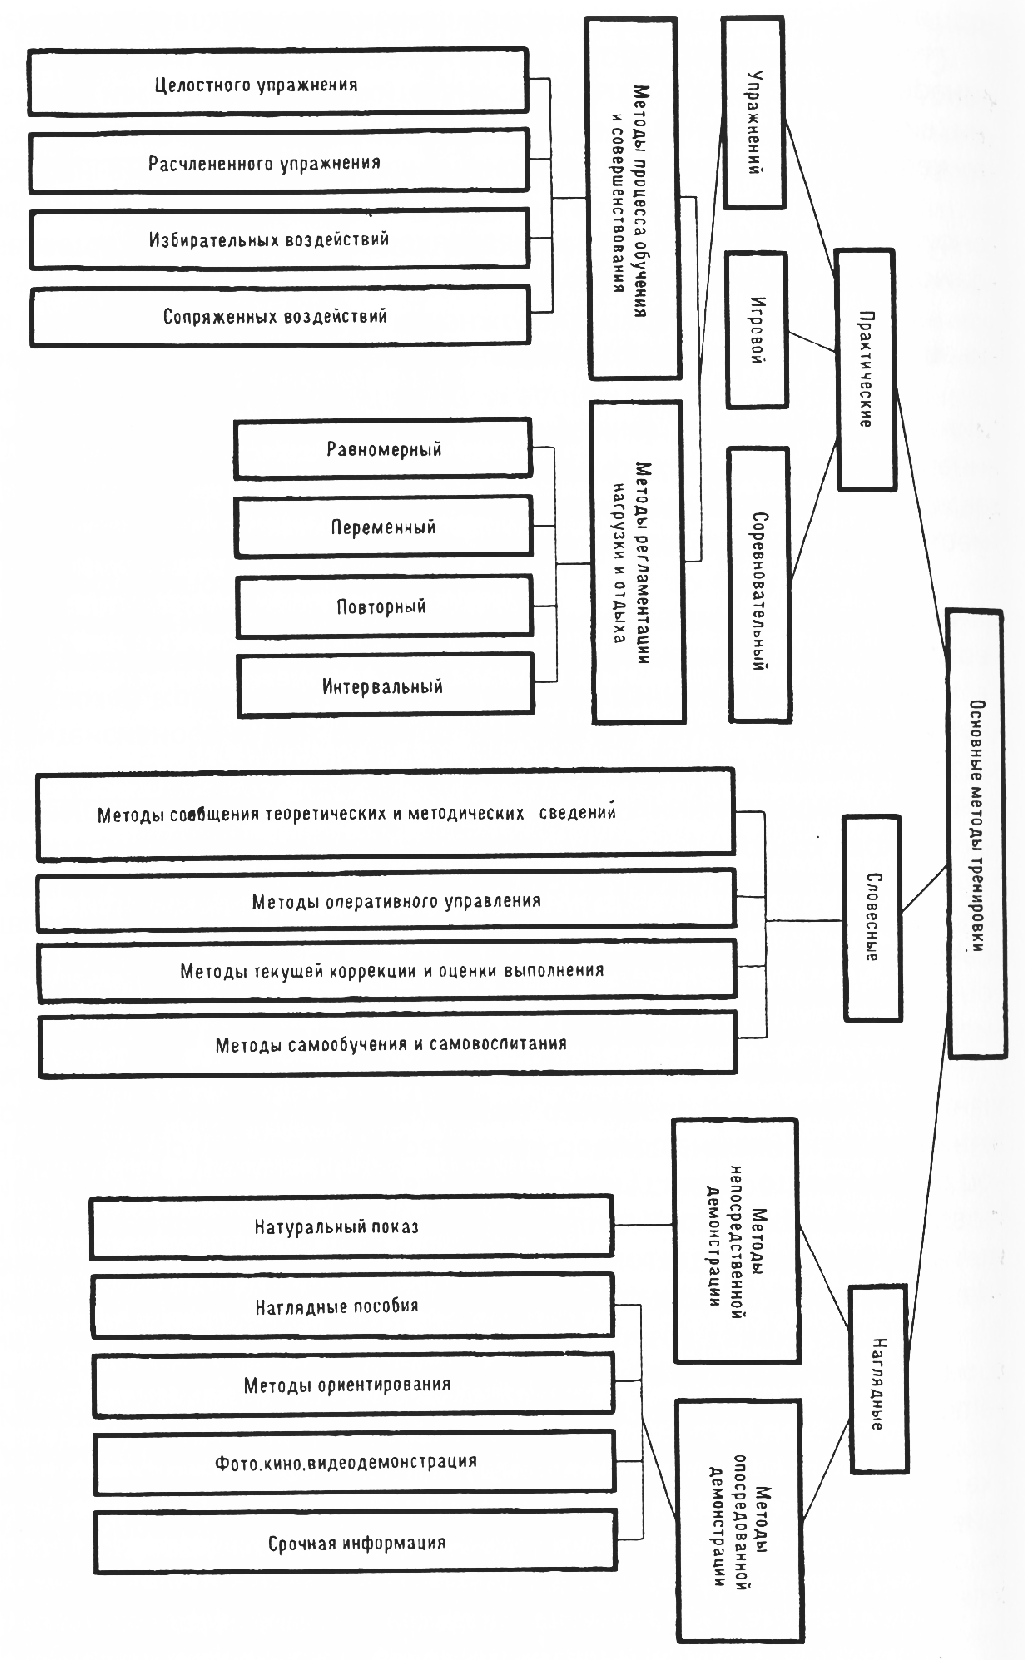 Основные методы тренировки
Практические
Словесные
Наглядные
Упражнений
Игровой
Соревновательный
Методы процесса обучения
и совершенствования
Целостного упражнения
Расчлененного упражнения
Избирательных воздействий
Сопряженных воздействий
Методы регламентации
нагрузки и отдыха
Равномерный
Переменный
Повторный
Интервальный
Методы сообщения теоретических и методических сведений
Методы оперативного управления
Методы текущей коррекции и оценки выполнения
Методы самообучения и самовоспитания
Методы
непосредственной
демонстрации
Натуральный показ
Методы
опосредованной
демонстрации
Наглядные пособия
Методы ориентирования
Фото.кино.видеодемонстрация
Срочная информация